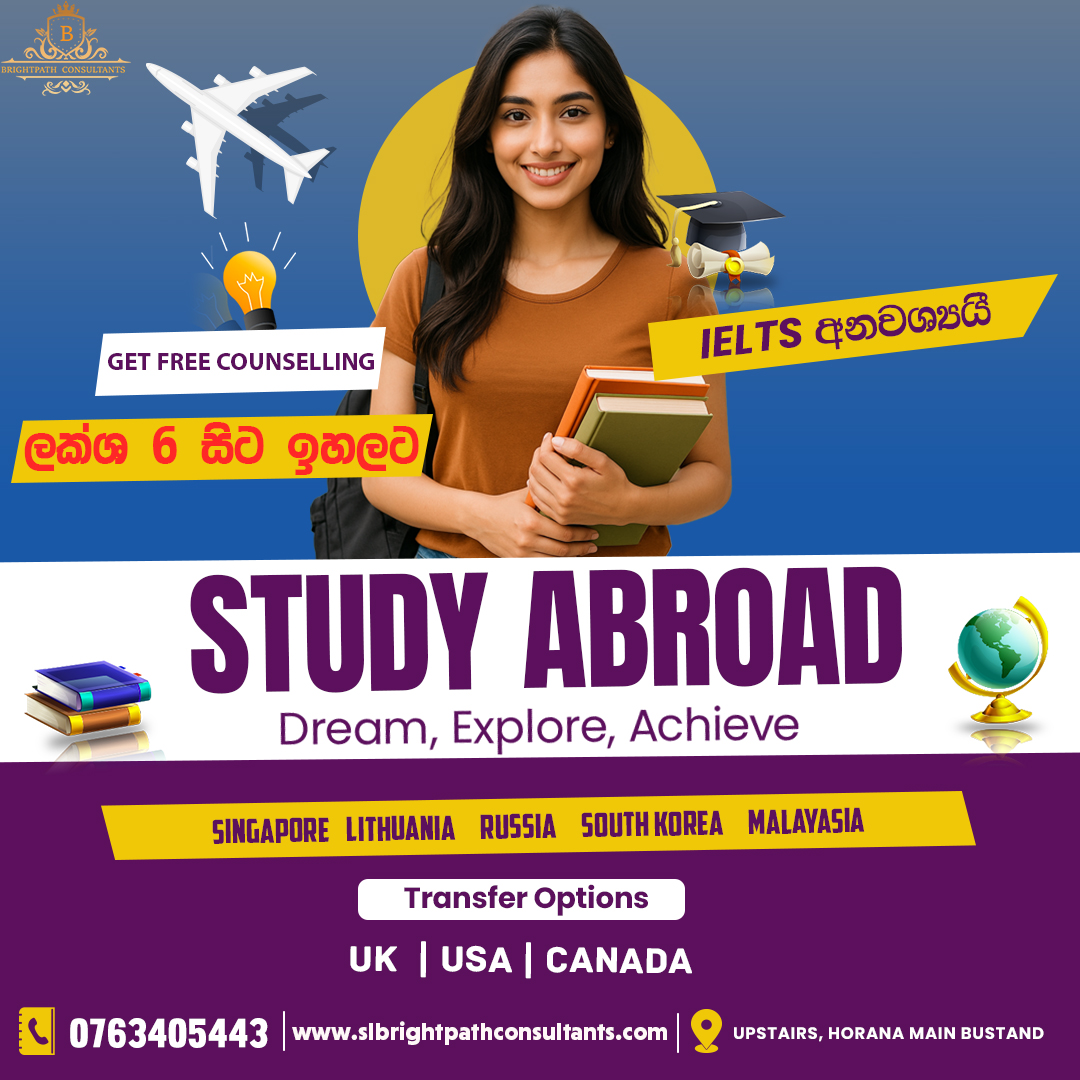 B
BRIGHTPATH CONSULTANTS
GET FREE COUNSELLING
IELTS අනවශ්‍යයී
ලක්ශ 6 සිට ඉහලට
STUDY ABROAD
Dream, Explore, Achieve
SINGAPORE LITHUANIA RUSSIA SOUTH KOREA MALAYASIA
Transfer Options
UK | USA | CANADA
0763405443 | www.slbrightpathconsultants.com | UPSTAIRS, HORANA MAIN BUSTAND